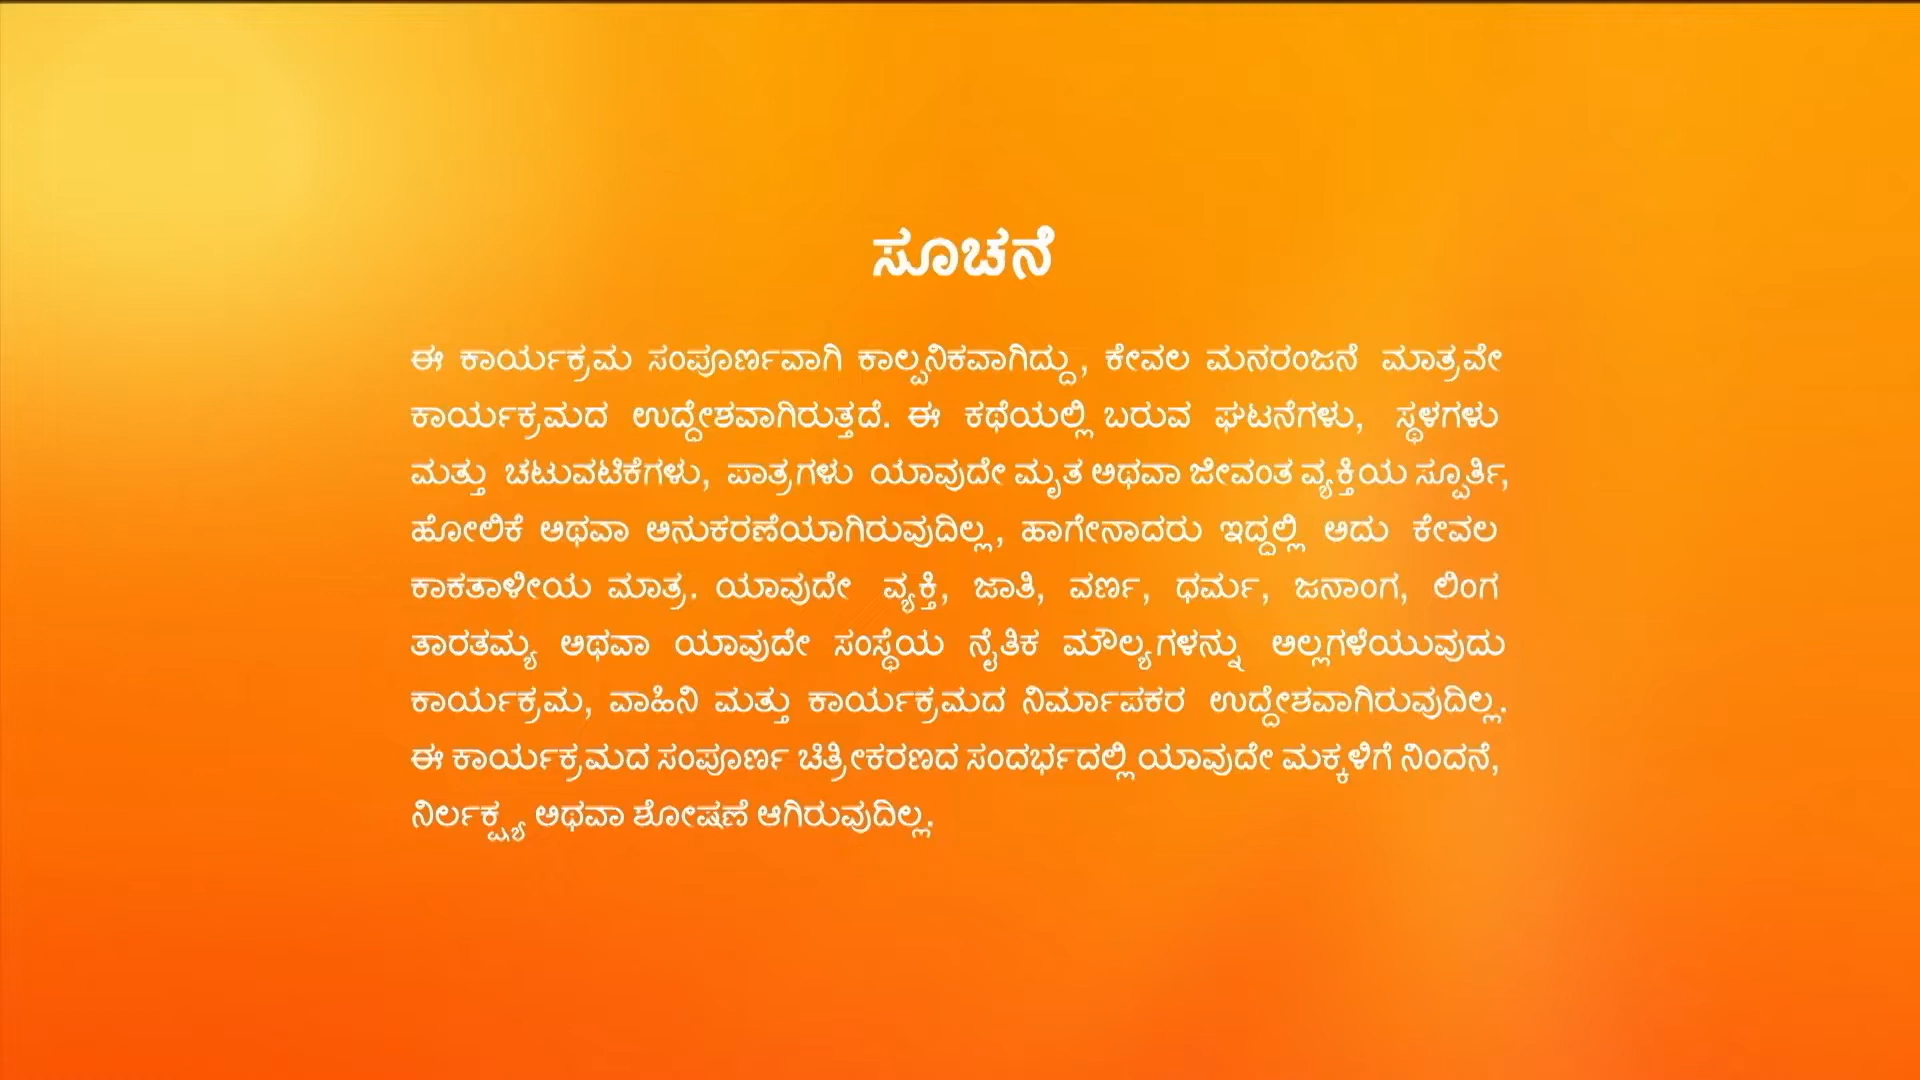 ಸೂಚನೆ
ಈ ಕಾರ್ಯಕ್ರಮ ಸಂಪೂರ್ಣವಾಗಿ ಕಾಲ್ಪನಿಕವಾಗಿದ್ದು, ಕೇವಲ ಮನರಂಜನೆ ಮಾತ್ರವೇ
ಕಾರ್ಯಕ್ರಮದ ಉದ್ದೇಶವಾಗಿರುತ್ತದೆ. ಈ ಕಥೆಯಲ್ಲಿ ಬರುವ ಘಟನೆಗಳು, ಸ್ಥಳಗಳು
ಮತ್ತು ಚಟುವಟಿಕೆಗಳು, ಪಾತ್ರಗಳು ಯಾವುದೇ ಮೃತ ಅಥವಾ ಜೀವಂತ ವ್ಯಕ್ತಿಯ ಸ್ಪೂರ್ತಿ,
ಹೋಲಿಕೆ ಅಥವಾ ಅನುಕರಣೆಯಾಗಿರುವುದಿಲ್ಲ, ಹಾಗೇನಾದರು ಇದ್ದಲ್ಲಿ ಅದು ಕೇವಲ
ಕಾಕತಾಳೀಯ ಮಾತ್ರ. ಯಾವುದೇ ವ್ಯಕ್ತಿ, ಜಾತಿ, ವರ್ಣ, ಧರ್ಮ, ಜನಾಂಗ, ಲಿಂಗ
ತಾರತಮ್ಯ ಅಥವಾ ಯಾವುದೇ ಸಂಸ್ಥೆಯ ನೈತಿಕ ಮೌಲ್ಯಗಳನ್ನು ಅಲ್ಲಗಳೆಯುವುದು
ಕಾರ್ಯಕ್ರಮ, ವಾಹಿನಿ ಮತ್ತು ಕಾರ್ಯಕ್ರಮದ ನಿರ್ಮಾಪಕರ ಉದ್ದೇಶವಾಗಿರುವುದಿಲ್ಲ.
ಈ ಕಾರ್ಯಕ್ರಮದ ಸಂಪೂರ್ಣ ಚಿತ್ರೀಕರಣದ ಸಂದರ್ಭದಲ್ಲಿ ಯಾವುದೇ ಮಕ್ಕಳಿಗೆ ನಿಂದನೆ,
ನಿರ್ಲಕ್ಷ್ಯ ಅಥವಾ ಶೋಷಣೆ ಆಗಿರುವುದಿಲ್ಲ.